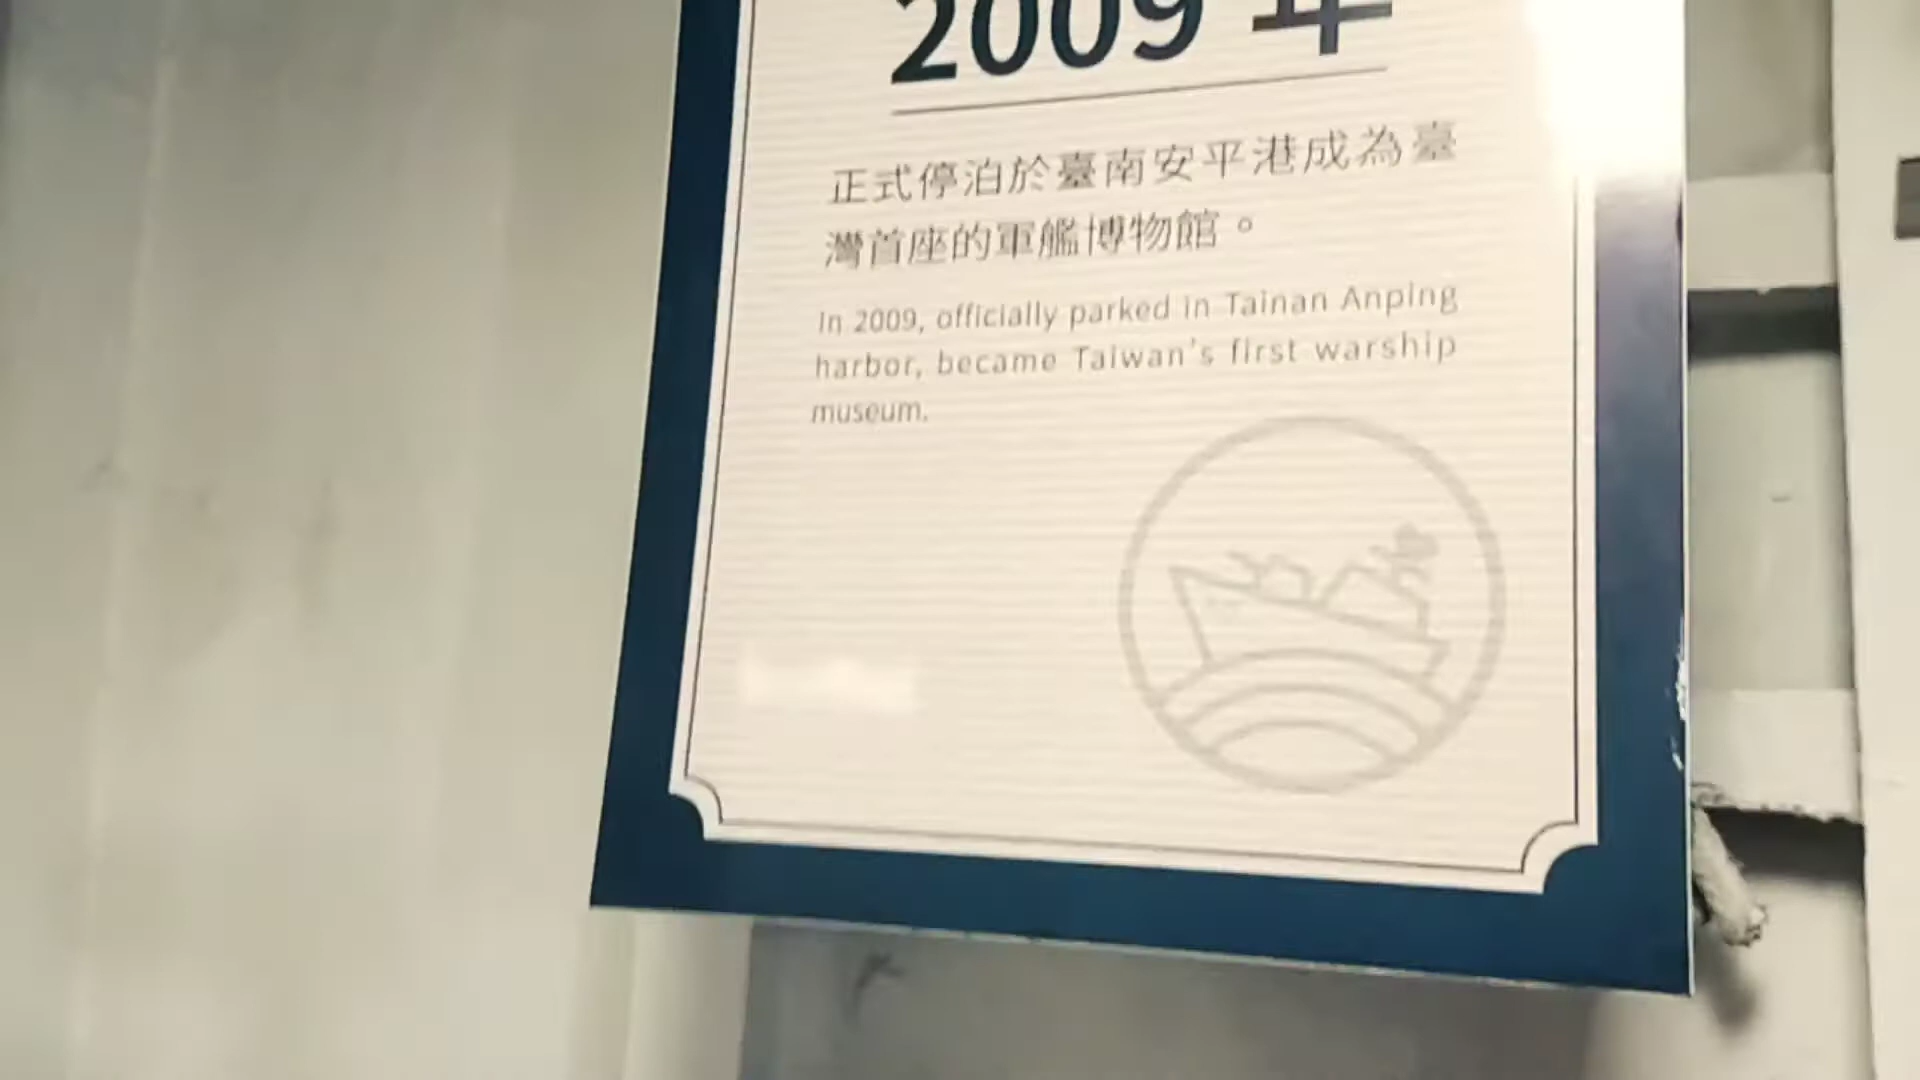 2009 年
正式停泊於臺南安平港成為臺
灣首座的軍艦博物館。
In 2009, officially parked in Tainan Anping
harbor, became Taiwan's first warship
museum.